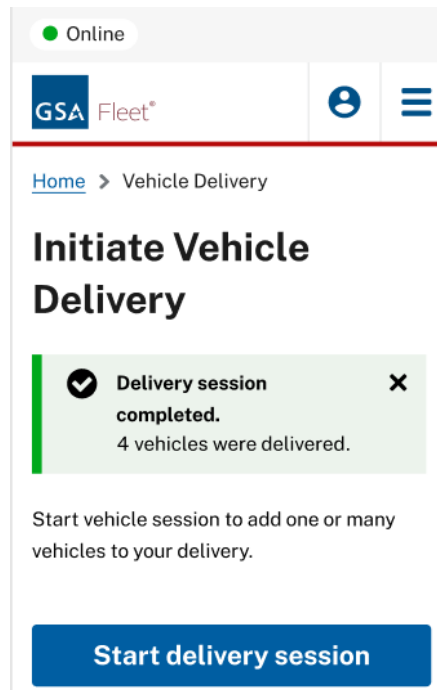 Online
GSA Fleet®
Home > Vehicle Delivery
Initiate Vehicle
Delivery
Delivery session
completed.
4 vehicles were delivered.
Start vehicle session to add one or many
vehicles to your delivery.
Start delivery session